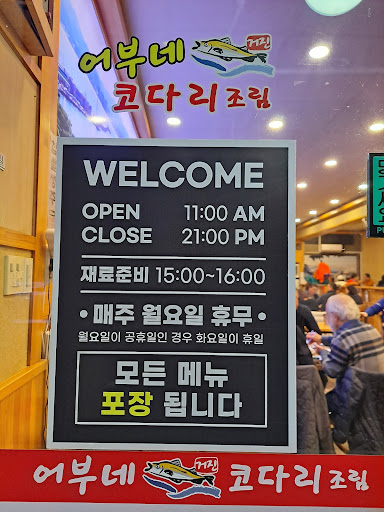 어부네 거진
코다리조림
WELCOME
OPEN 11:00 AM
CLOSE 21:00 PM
재료준비 15:00~16:00
• 매주 월요일 휴무 •
월요일이 공휴일인 경우 화요일이 휴일
모든 메뉴
포장 됩니다
어부네 거진 코다리조림